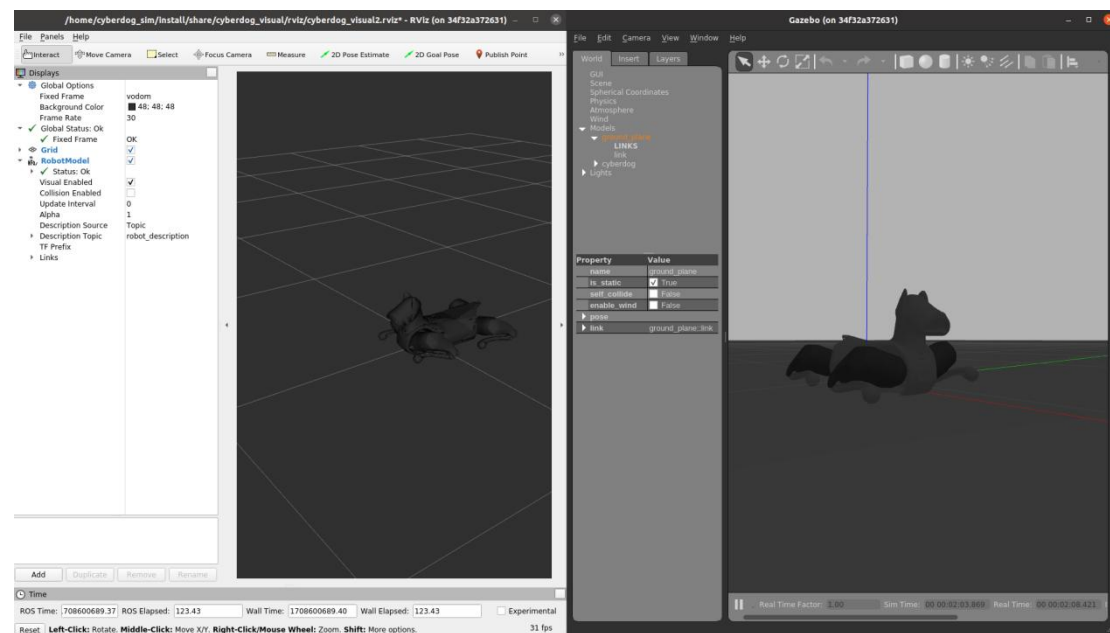 /home/cyberdog_sim/install/share/cyberdog_visual/rviz/cyberdog_visual2.rviz* - RViz (on 34f32a372631)
File Panels Help
Interact Move Camera Select Focus Camera Measure 2D Pose Estimate 2D Goal Pose Publish Point
Displays
Global Options
Fixed Frame vodom
Background Color 48; 48; 48
Frame Rate 30
Global Status: Ok
Fixed Frame OK
Grid
RobotModel
Status: Ok
Visual Enabled
Collision Enabled
Update Interval 0
Alpha 1
Description Source Topic
Description Topic robot_description
TF Prefix
Links
Add Duplicate Remove Rename
Time
ROS Time: 708600689.37 ROS Elapsed: 123.43 Wall Time: 1708600689.40 Wall Elapsed: 123.43 Experimental
Reset Left-Click: Rotate. Middle-Click: Move X/Y. Right-Click/Mouse Wheel: Zoom. Shift: More options. 31 fps
Gazebo (on 34f32a372631)
File Edit Camera View Window Help
World Insert Layers
GUI
Scene
Spherical Coordinates
Physics
Atmosphere
Wind
Models
ground_plane
LINKS
link
cyberdog
Lights
Property Value
name ground_plane
is_static True
self_collide False
enable_wind False
pose
link ground_plane::link
Real Time Factor: 1.00 Sim Time: 00 00:02:03.869 Real Time: 00 00:02:08.421